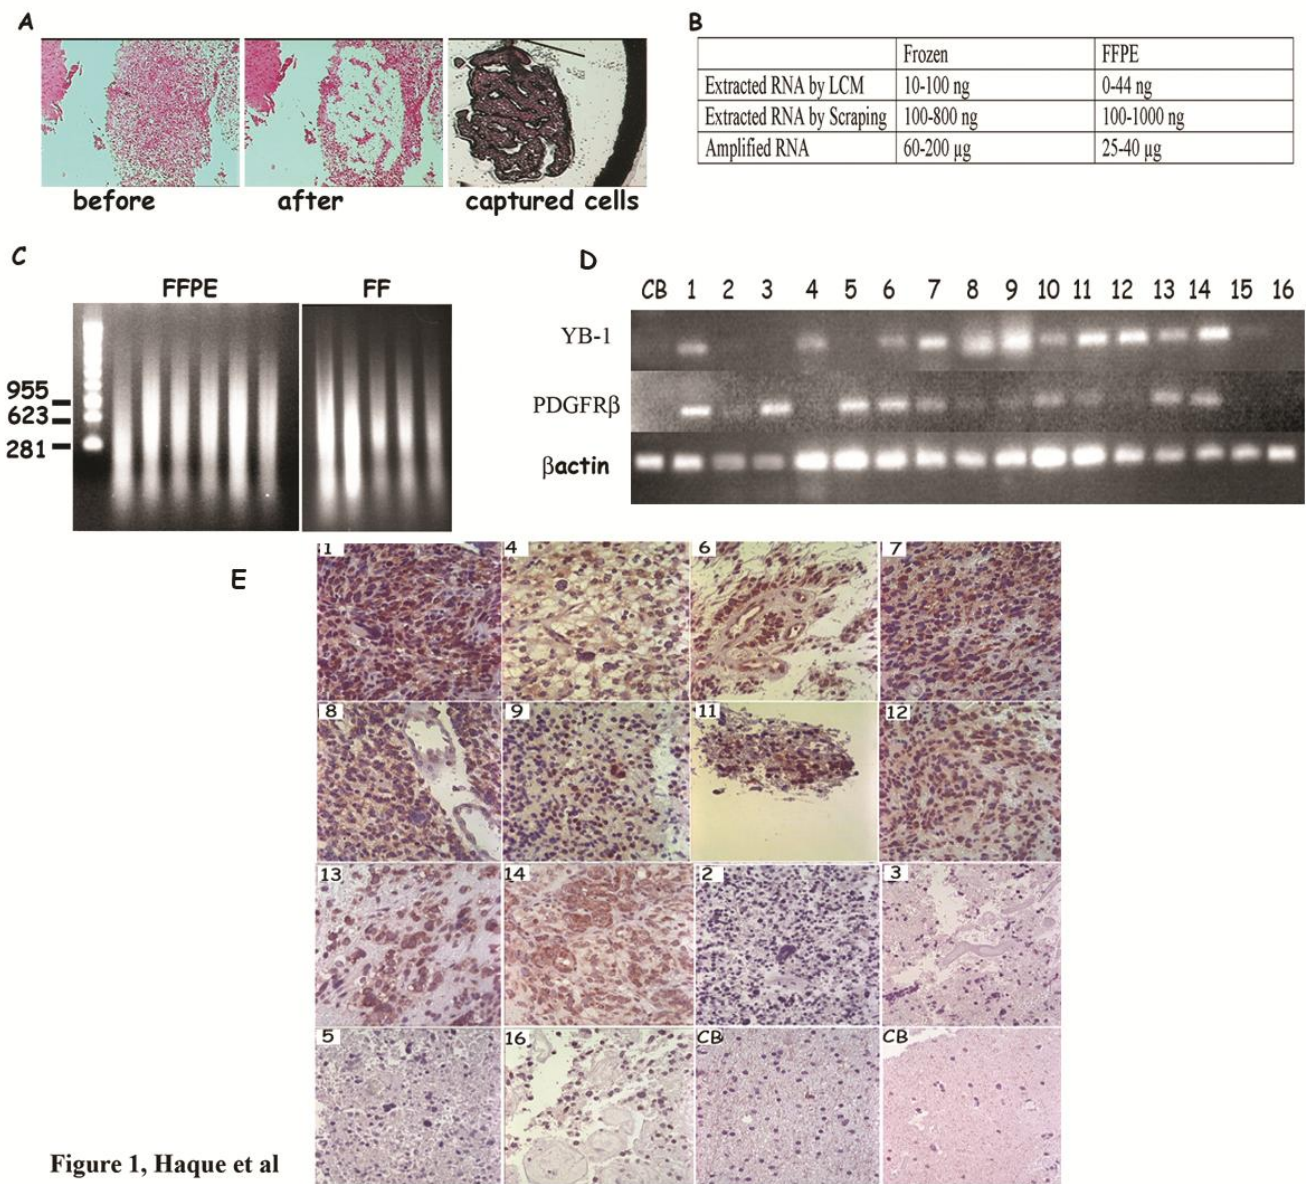 A
before after captured cells
B
Frozen FFPE
Extracted RNA by LCM 10-100 ng 0-44 ng
Extracted RNA by Scraping 100-800 ng 100-1000 ng
Amplified RNA 60-200 µg 25-40 µg
C
FFPE FF
955
623
281
D
CB 1 2 3 4 5 6 7 8 9 10 11 12 13 14 15 16
YB-1
PDGFRβ
βactin
E
1 4 6 7
8 9 11 12
13 14 2 3
5 16 CB CB
Figure 1, Haque et al